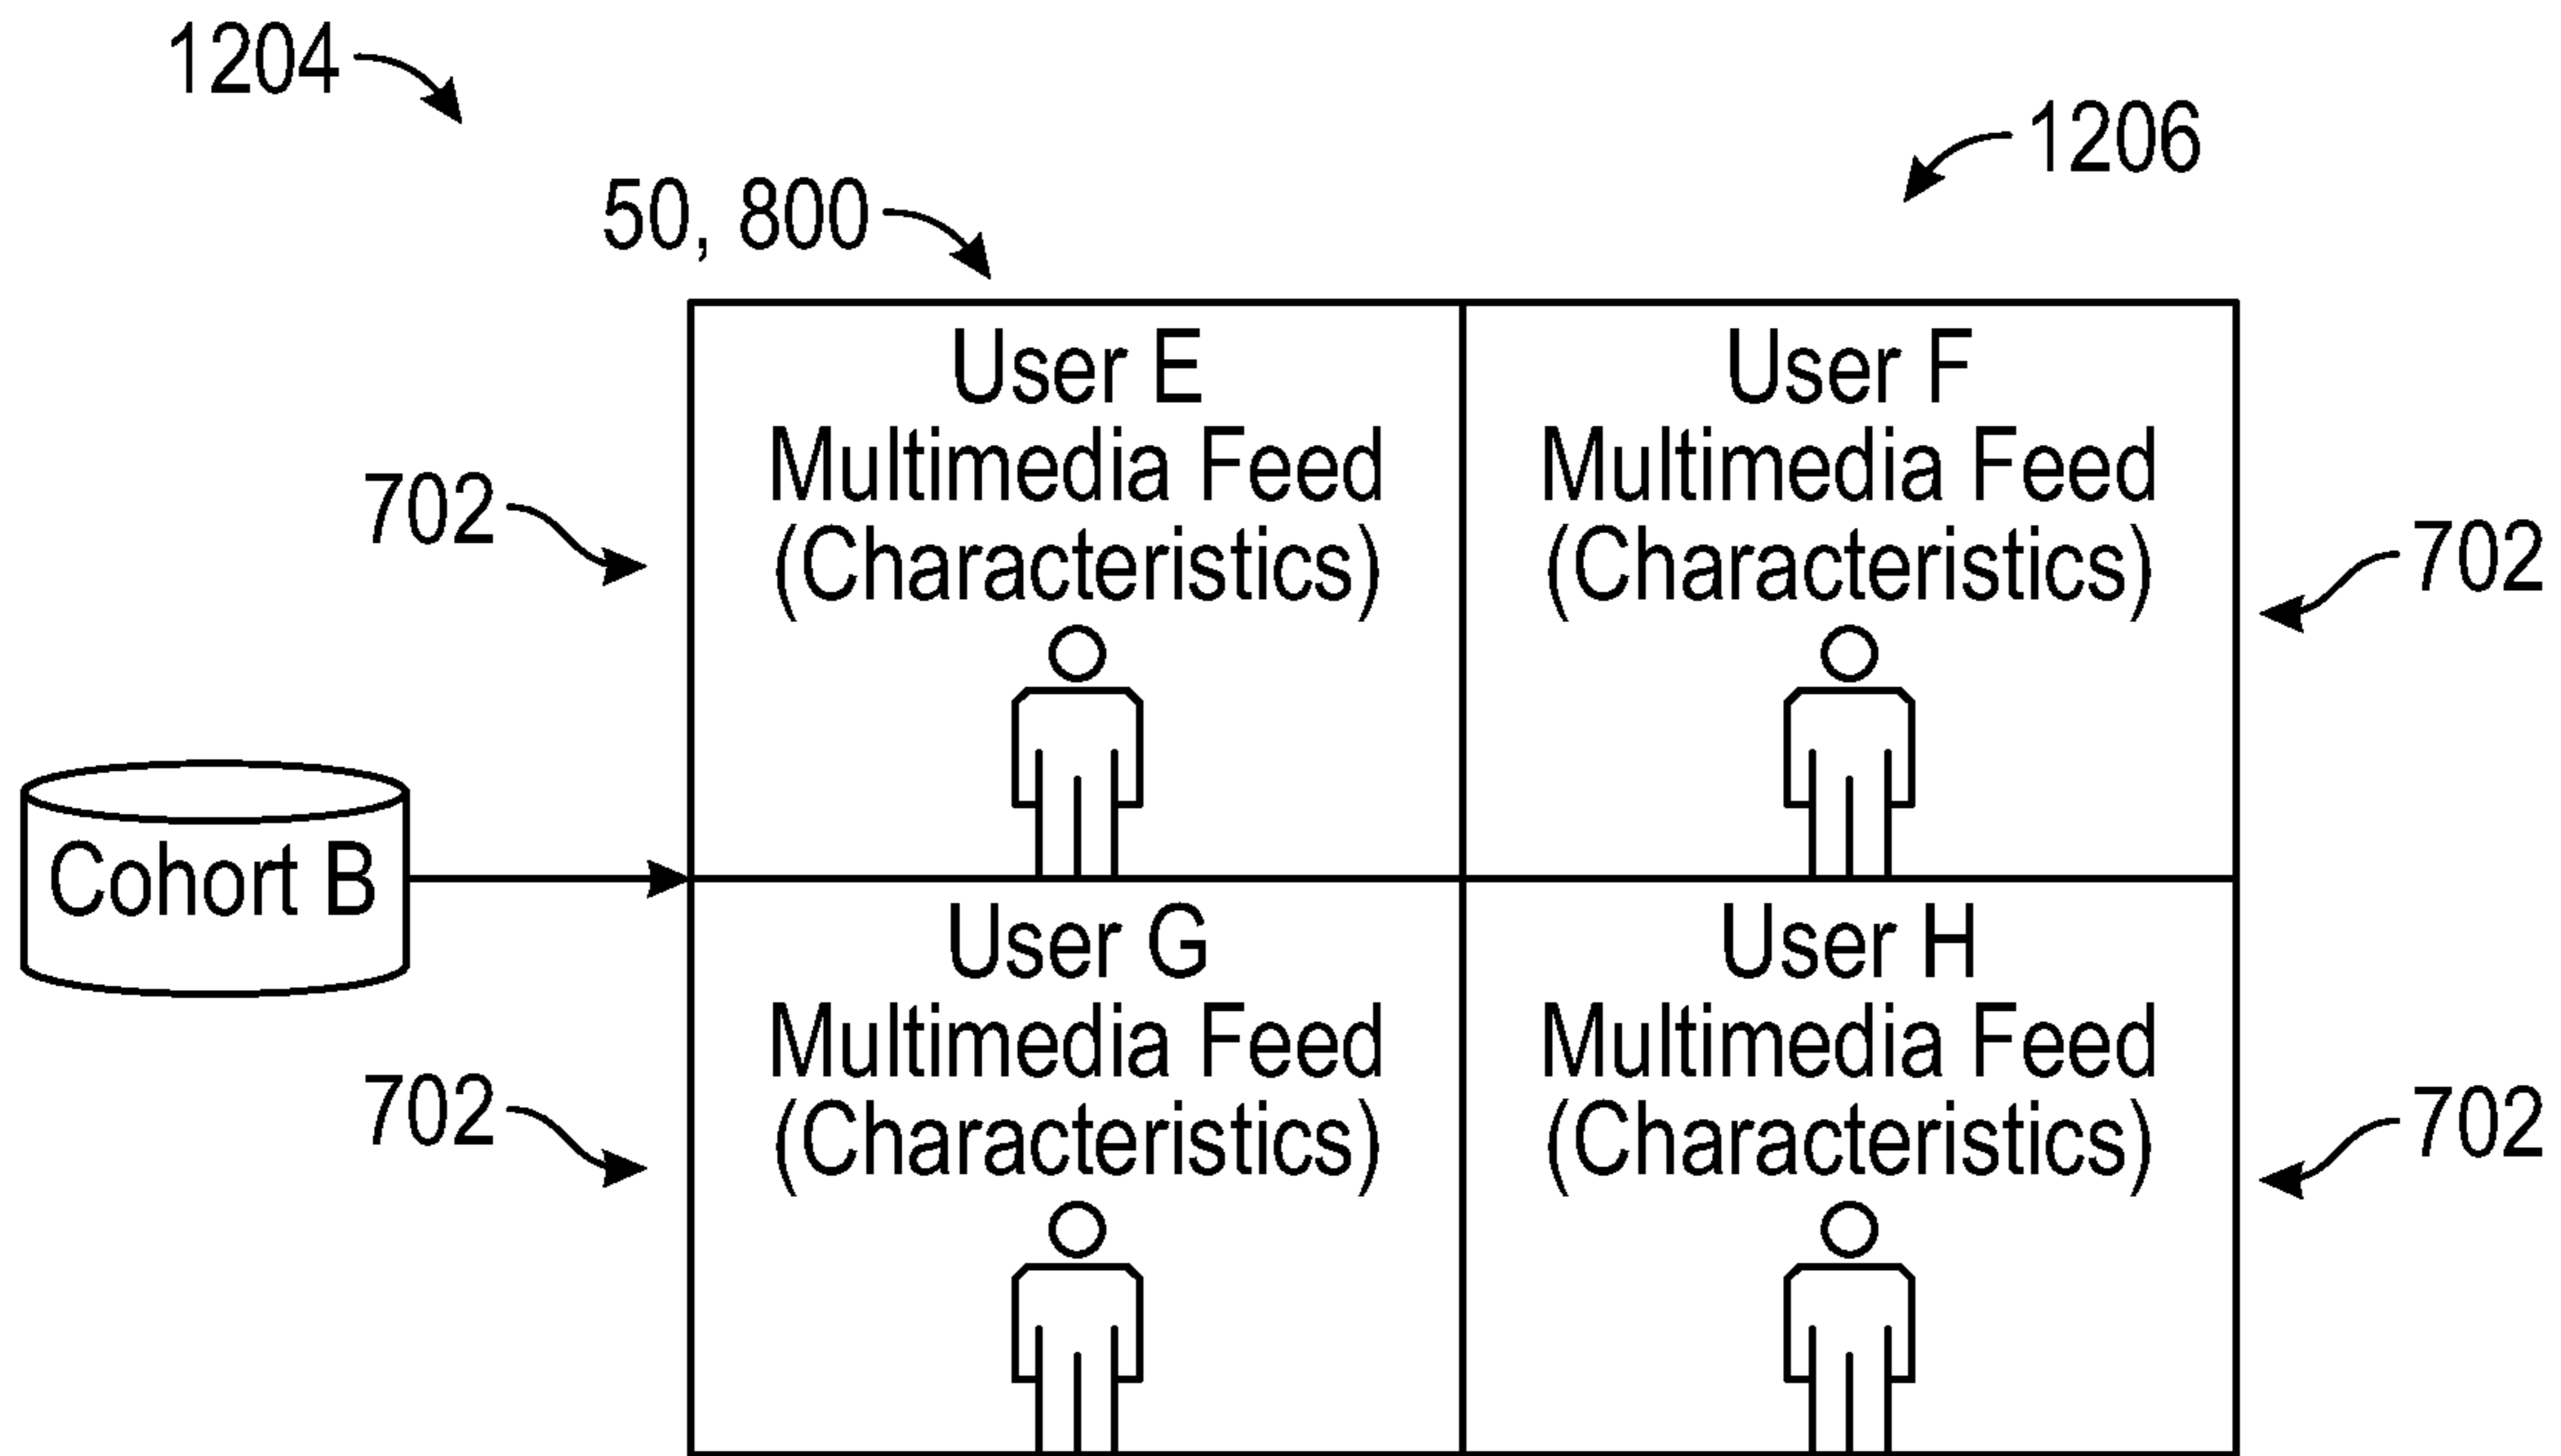 1204
1206
50, 800
User E
Multimedia Feed
(Characteristics)
User F
Multimedia Feed
(Characteristics)
702
702
Cohort B
User G
Multimedia Feed
(Characteristics)
User H
Multimedia Feed
(Characteristics)
702
702